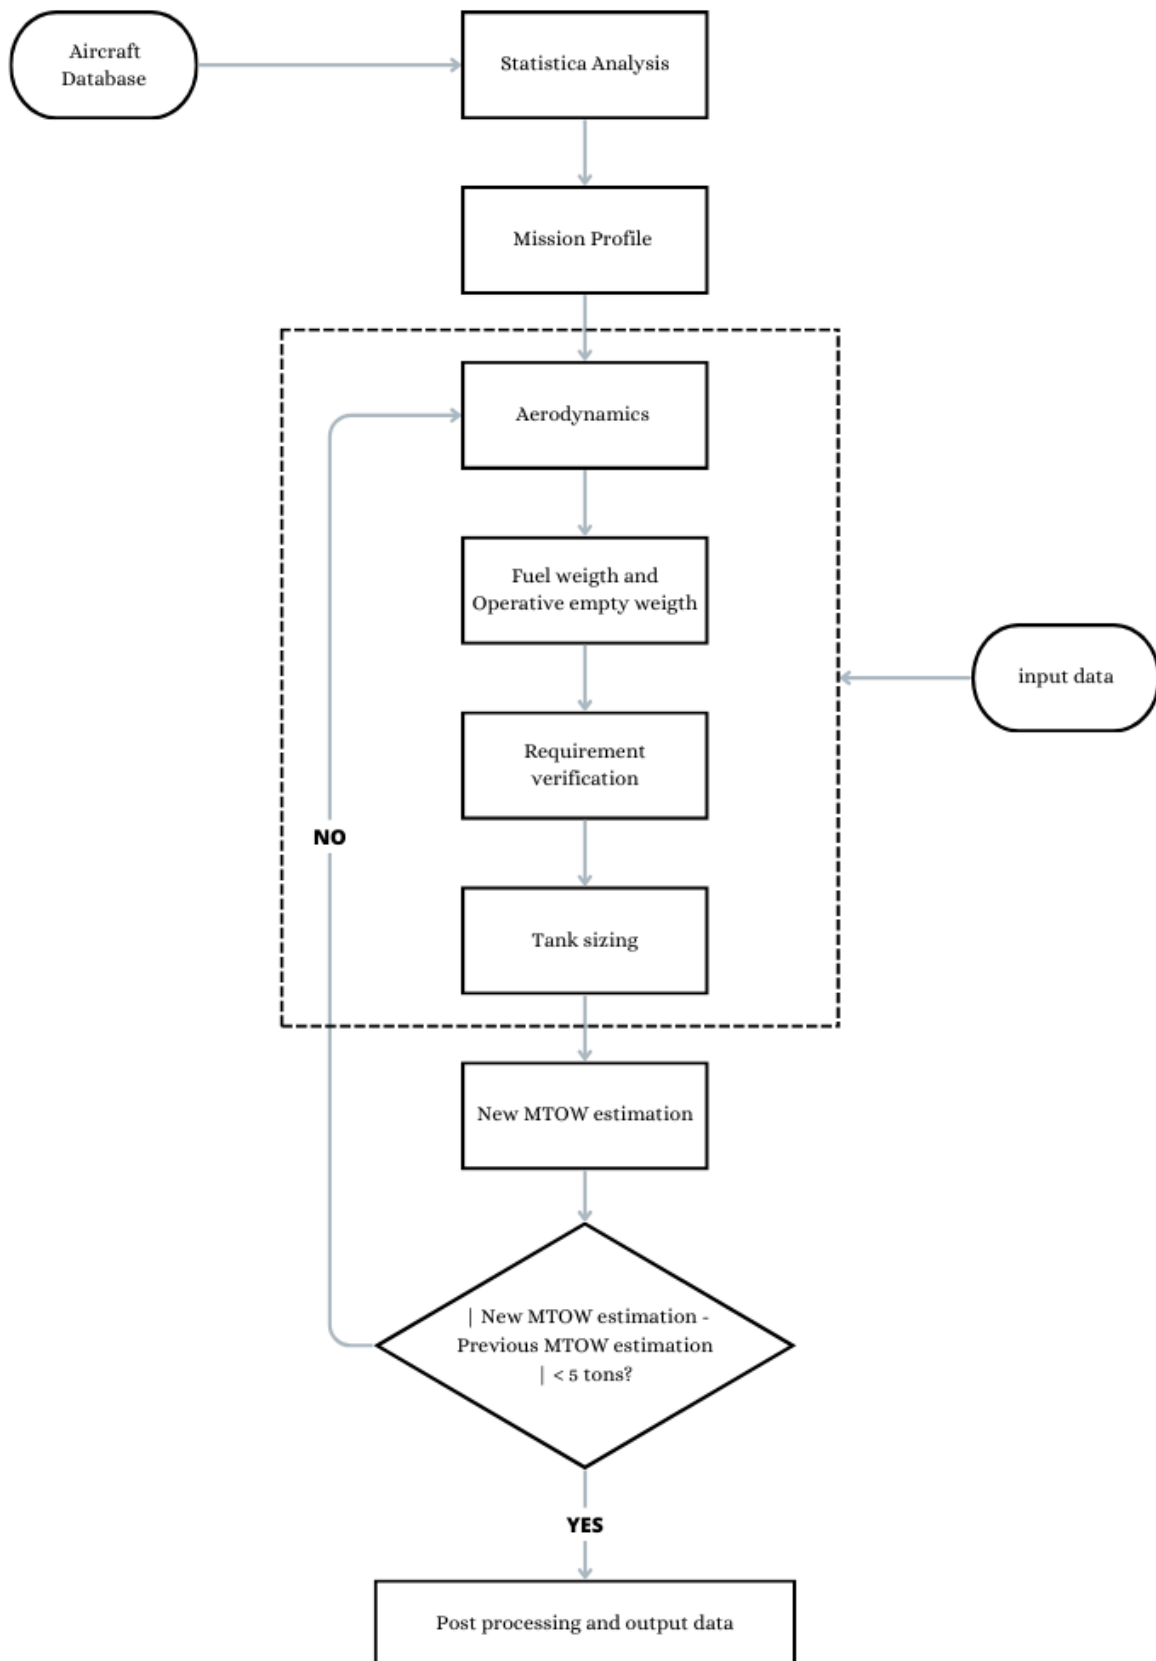 Aircraft
Database
Statistica Analysis
Mission Profile
Aerodynamics
Fuel weigth and
Operative empty weigth
input data
Requirement
verification
NO
Tank sizing
New MTOW estimation
| New MTOW estimation -
Previous MTOW estimation
| < 5 tons?
YES
Post processing and output data